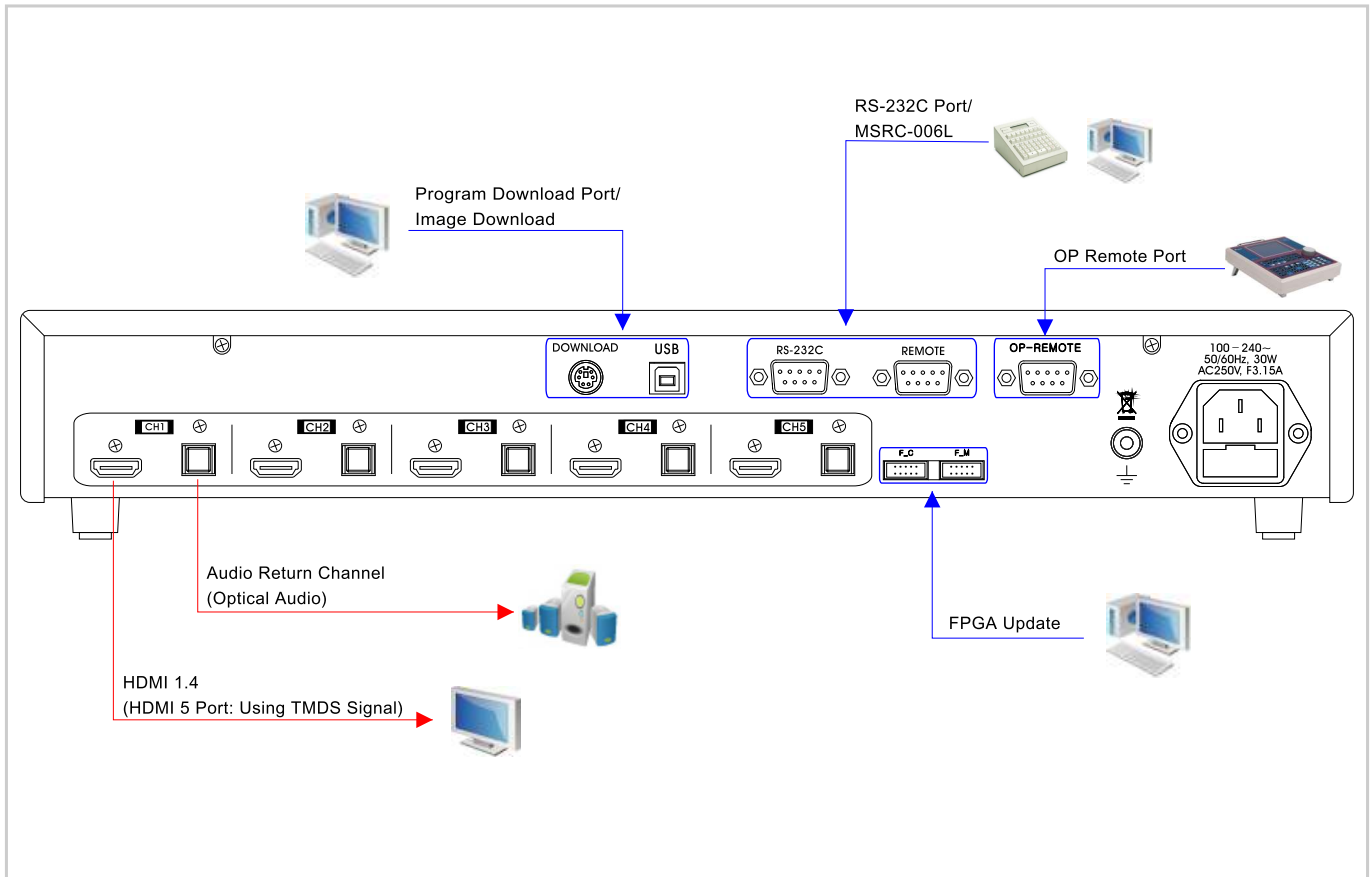 RS-232C Port/
MSRC-006L
Program Download Port/
Image Download
OP Remote Port
DOWNLOAD
USB
RS-232C
REMOTE
OP-REMOTE
100-240~
50/60Hz, 30W
AC250V, F3.15A
CH1
CH2
CH3
CH4
CH5
F_C
F_M
Audio Return Channel
(Optical Audio)
FPGA Update
HDMI 1.4
(HDMI 5 Port: Using TMDS Signal)